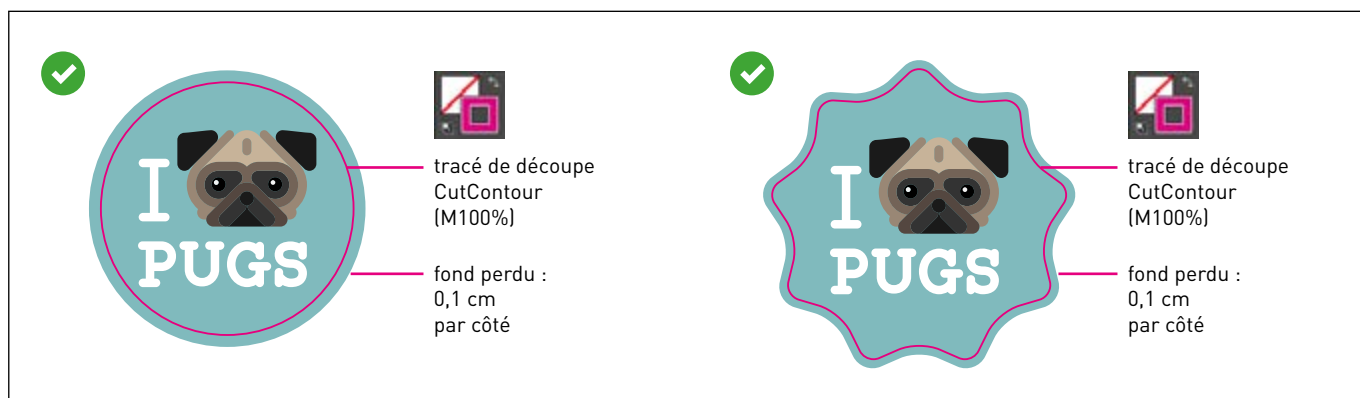 I
PUGS
tracé de découpe
CutContour
(M100%)
fond perdu :
0,1 cm
par côté
I
PUGS
tracé de découpe
CutContour
(M100%)
fond perdu :
0,1 cm
par côté